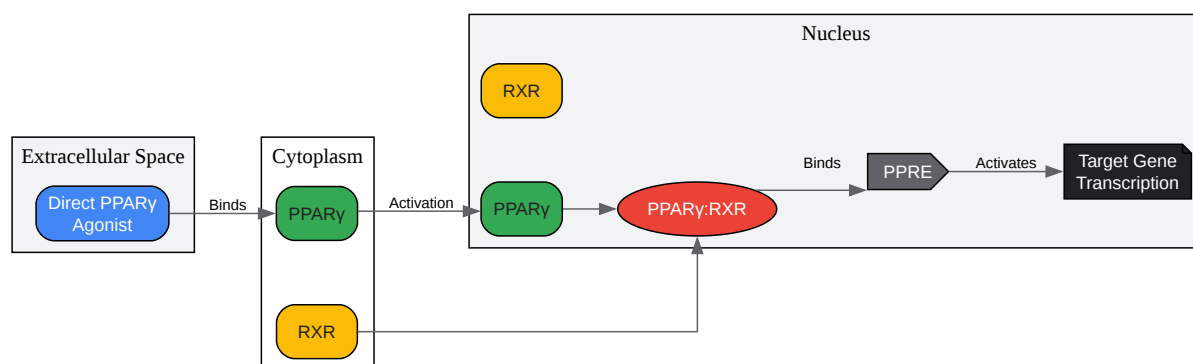 Nucleus
RXR
Extracellular Space
Cytoplasm
Direct PPARγ
Agonist
Binds
PPARγ
Activation
PPARγ
PPARγ:RXR
Binds
PPRE
Activates
Target Gene
Transcription
RXR